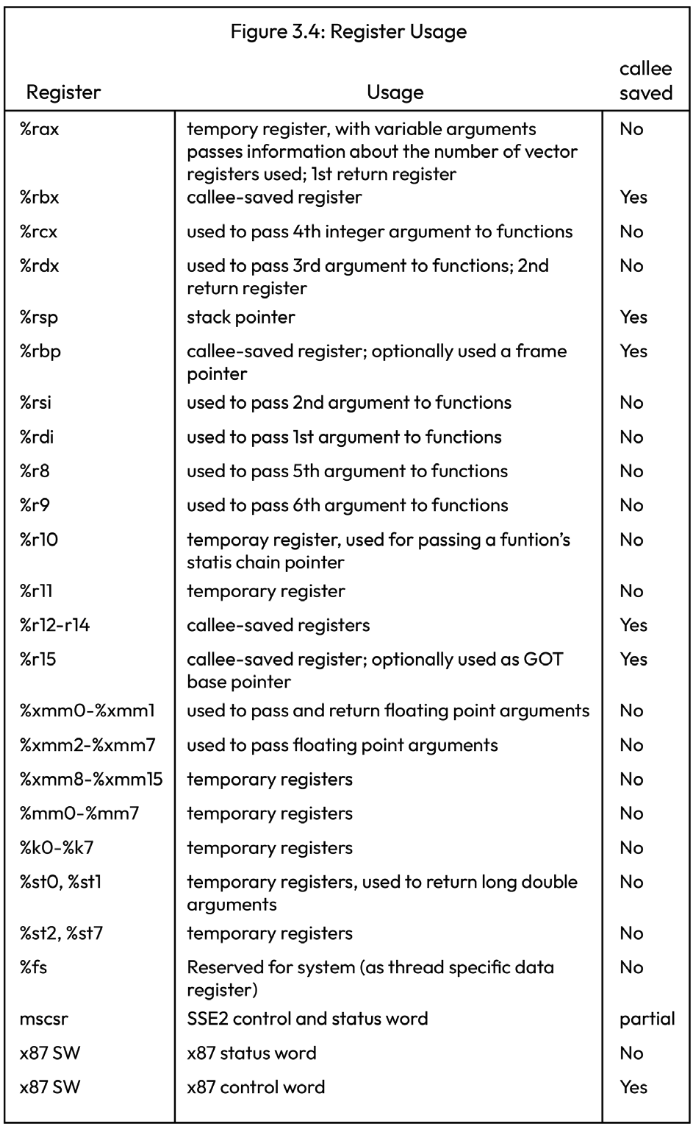 Figure 3.4: Register Usage
callee
Register Usage saved
%rax tempory register, with variable arguments No
passes information about the number of vector
registers used; 1st return register
%rbx callee-saved register Yes
%rcx used to pass 4th integer argument to functions No
%rdx used to pass 3rd argument to functions; 2nd No
return register
%rsp stack pointer Yes
%rbp callee-saved register; optionally used a frame Yes
pointer
%rsi used to pass 2nd argument to functions No
%rdi used to pass 1st argument to functions No
%r8 used to pass 5th argument to functions No
%r9 used to pass 6th argument to functions No
%r10 temporay register, used for passing a funtion's No
statis chain pointer
%r11 temporary register No
%r12-r14 callee-saved registers Yes
%r15 callee-saved register; optionally used as GOT Yes
base pointer
%xmm0-%xmm1 used to pass and return floating point arguments No
%xmm2-%xmm7 used to pass floating point arguments No
%xmm8-%xmm15 temporary registers No
%mm0-%mm7 temporary registers No
%k0-%k7 temporary registers No
%st0, %st1 temporary registers, used to return long double No
arguments
%st2, %st7 temporary registers No
%fs Reserved for system (as thread specific data No
register)
mscsr SSE2 control and status word partial
x87 SW x87 status word No
x87 SW x87 control word Yes